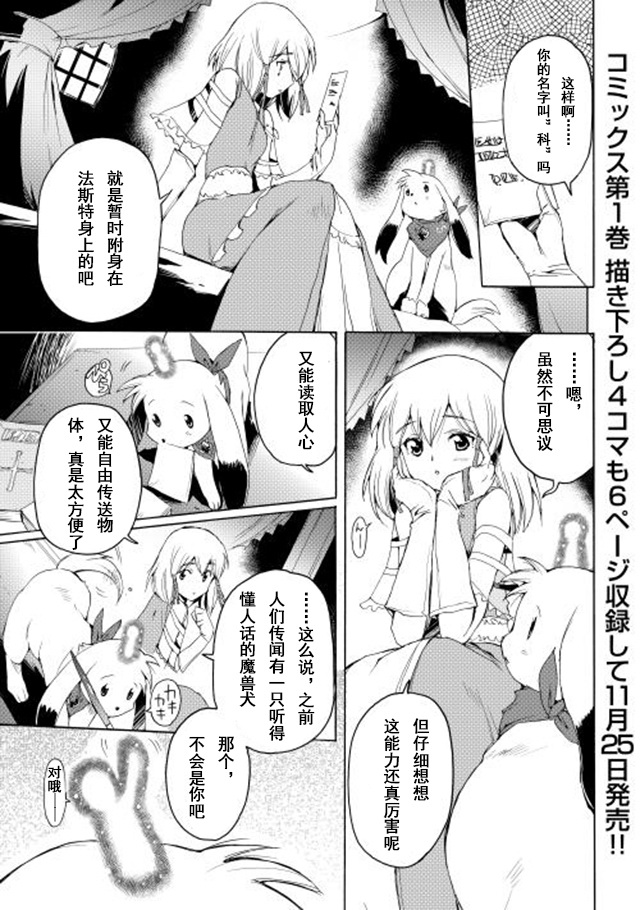 コミックス第1巻 描き下ろし4コマも6ページ収録して11月25日発売!!
这样啊……
你的名字叫"科"吗
就是暂时附身在
法斯特身上的吧
……嗯,
虽然不可思议
但仔细想想
这能力还真厉害呢
又能读取人心
又能自由传送物
体，真是太方便
了
……这么说，之前
人们传闻有一只听得
懂人话的魔兽犬
カキ
カキ
那个，
不会是你吧
对哦——